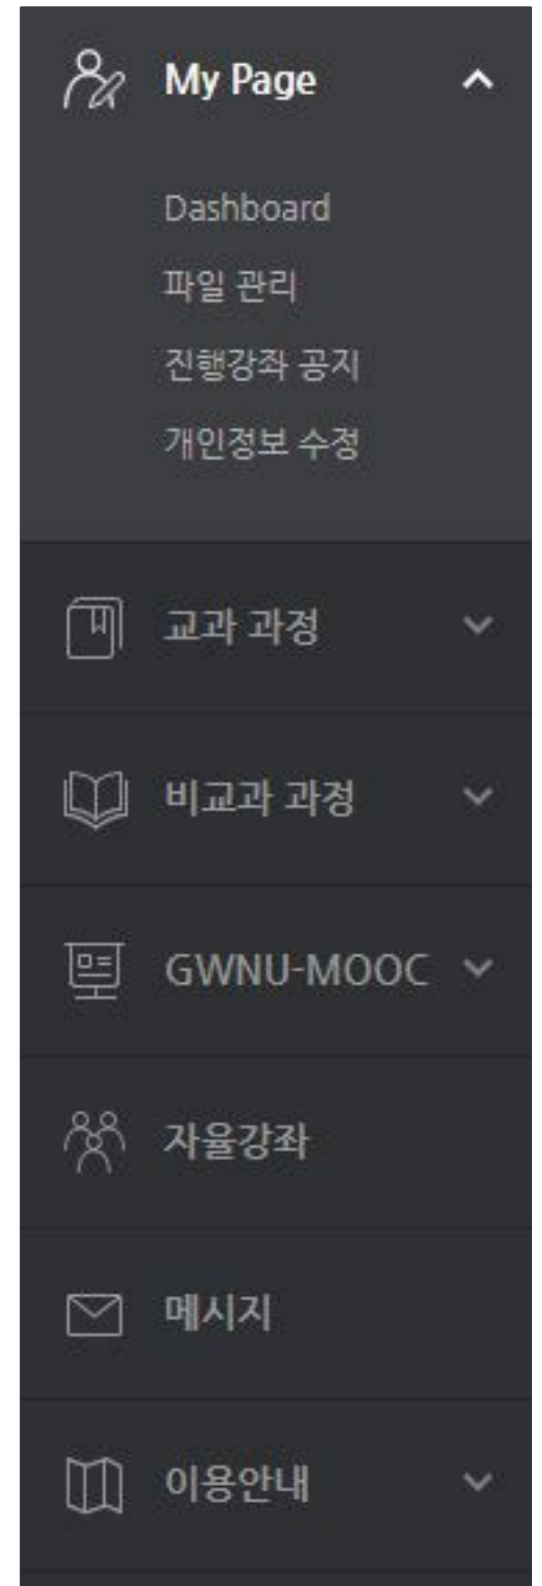 My Page
Dashboard
파일 관리
진행강좌 공지
개인정보 수정
교과 과정
비교과 과정
GWNU-MOOC
자율강좌
메시지
이용안내